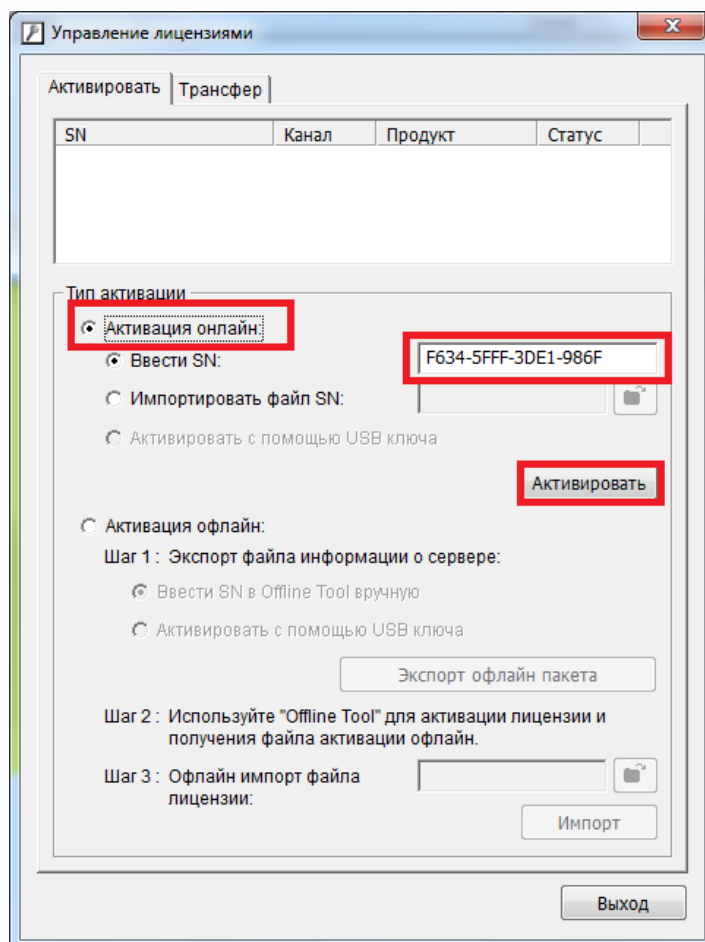 Управление лицензиями
Активировать Трансфер
SN Канал Продукт Статус
Тип активации
Активация онлайн:
Ввести SN: F634-5FFF-3DE1-986F
Импортировать файл SN:
Активировать с помощью USB ключа
Активировать
Активация офлайн:
Шаг 1 : Экспорт файла информации о сервере:
Ввести SN в Offline Tool вручную
Активировать с помощью USB ключа
Экспорт офлайн пакета
Шаг 2 : Используйте "Offline Tool" для активации лицензии и
получения файла активации офлайн.
Шаг 3 : Офлайн импорт файла
лицензии:
Импорт
Выход